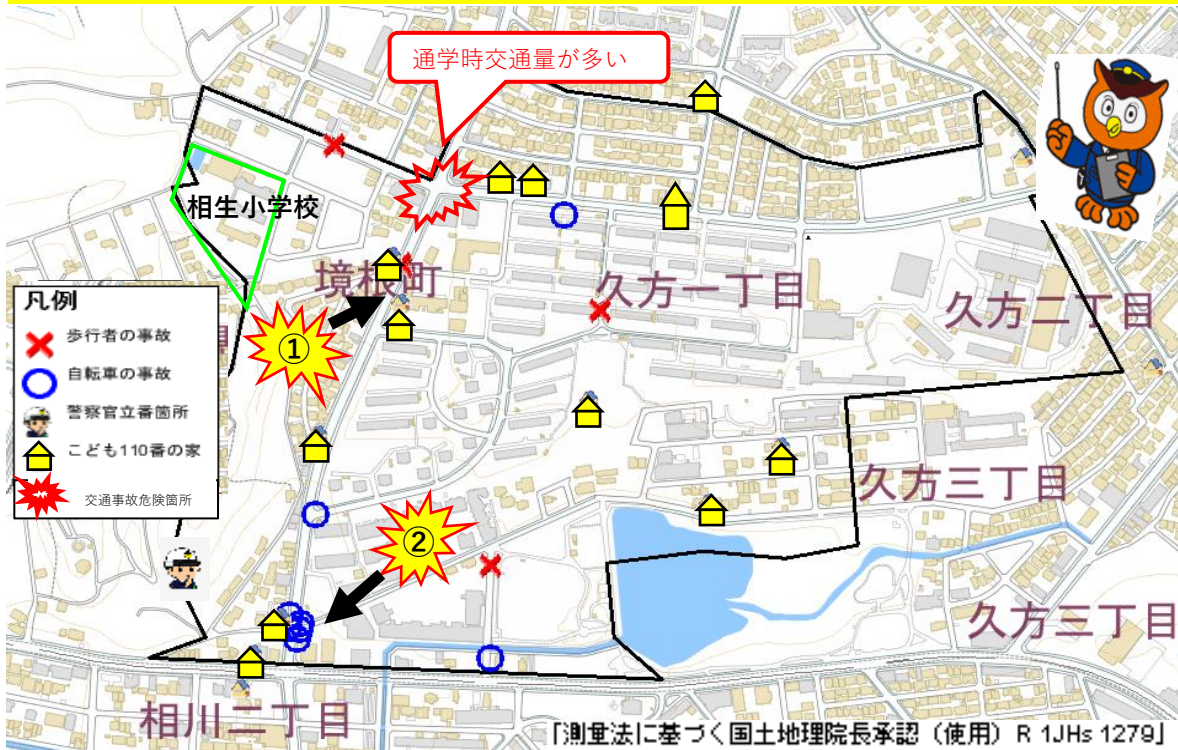 通学時交通量が多い
相生小学校
境根町
久方一丁目
久方二丁目
凡例
歩行者の事故
自転車の事故
警察官立番箇所
こども110番の家
交通事故危険箇所
①
久方三丁目
②
久方三丁目
相川二丁目
「測量法に基づく国土地理院長承認（使用）R 1JHs 1279」